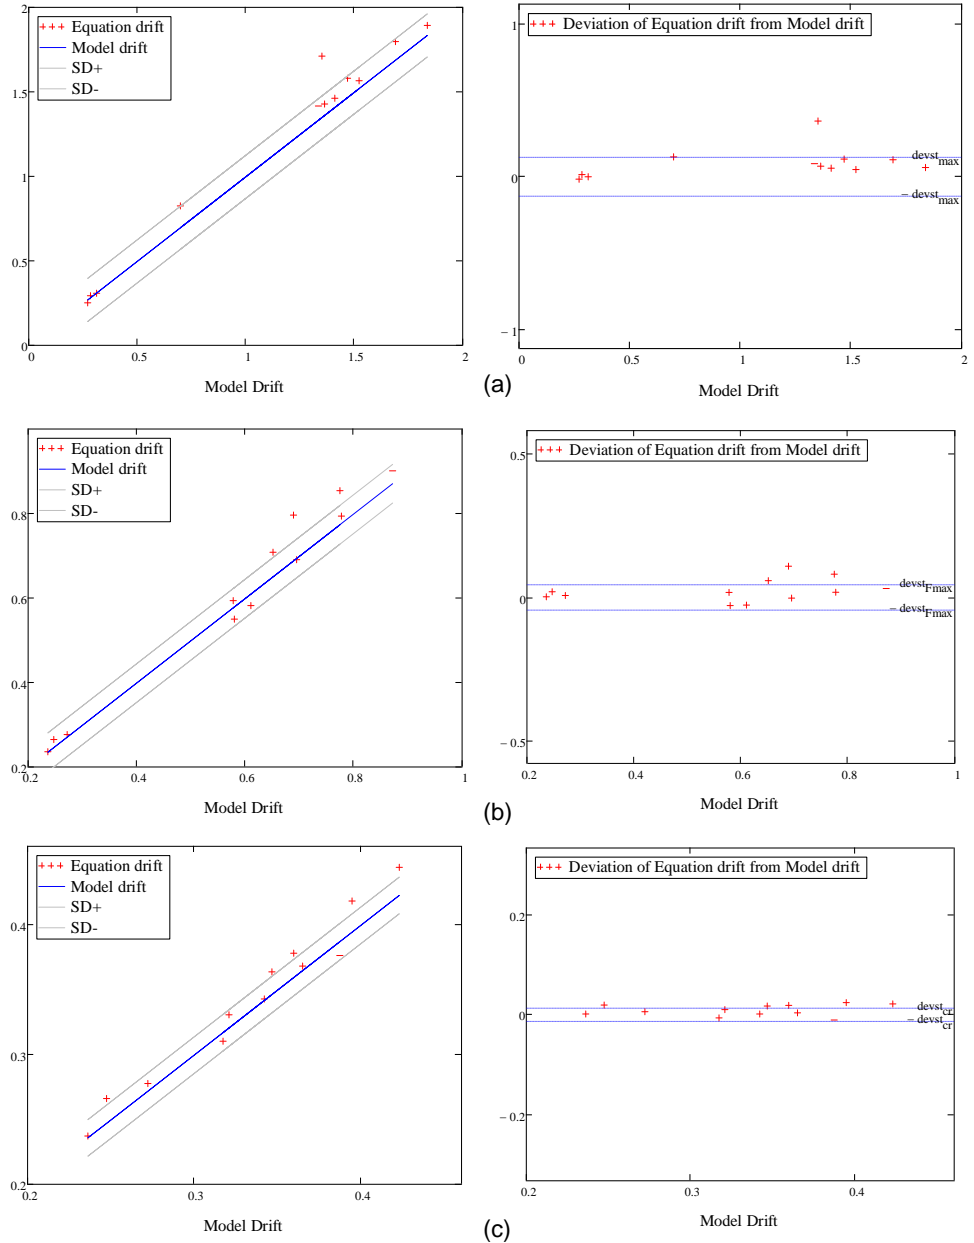 Equation drift
Model drift
SD+
SD-
2
1.5
1
0.5
0
0
0.5
1
1.5
2
Model Drift
Deviation of Equation drift from Model drift
1
0
− 1
devst max
− devst max
0
0.5
1
1.5
2
Model Drift
(a)
Equation drift
Model drift
SD+
SD-
0.8
0.6
0.4
0.2
0.2
0.4
0.6
0.8
1
Model Drift
Deviation of Equation drift from Model drift
0.5
0
− 0.5
devst Fmax
− devst Fmax
0.2
0.4
0.6
0.8
1
Model Drift
(b)
Equation drift
Model drift
SD+
SD-
0.4
0.3
0.2
0.2
0.3
0.4
Model Drift
Deviation of Equation drift from Model drift
0.2
0
− 0.2
devst cr
− devst cr
0.2
0.3
0.4
Model Drift
(c)